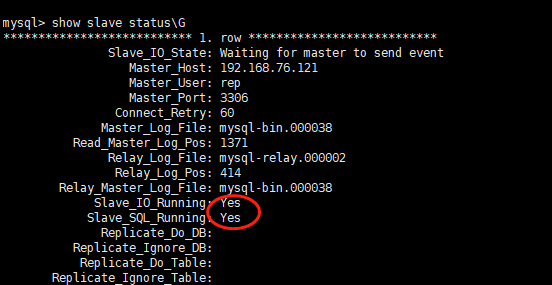 mysql> show slave status\G
*************************** 1. row ***************************
Slave_IO_State: Waiting for master to send event
Master_Host: 192.168.76.121
Master_User: rep
Master_Port: 3306
Connect_Retry: 60
Master_Log_File: mysql-bin.000038
Read_Master_Log_Pos: 1371
Relay_Log_File: mysql-relay.000002
Relay_Log_Pos: 414
Relay_Master_Log_File: mysql-bin.000038
Slave_IO_Running: Yes
Slave_SQL_Running: Yes
Replicate_Do_DB:
Replicate_Ignore_DB:
Replicate_Do_Table:
Replicate_Ignore_Table: